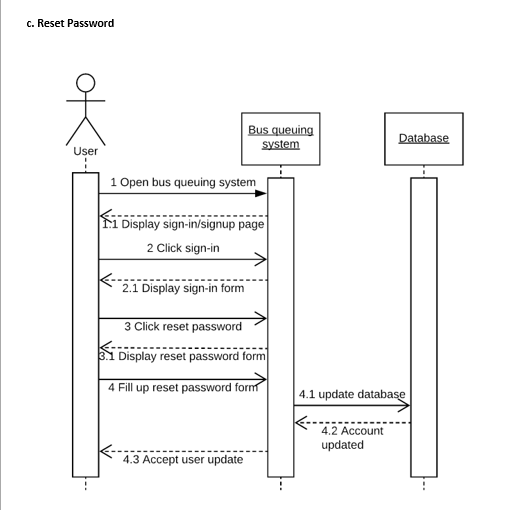 c. Reset Password
User
Bus queuing
system
Database
1 Open bus queuing system
1.1 Display sign-in/signup page
2 Click sign-in
2.1 Display sign-in form
3 Click reset password
3.1 Display reset password form
4 Fill up reset password form
4.1 update database
4.2 Account
updated
4.3 Accept user update